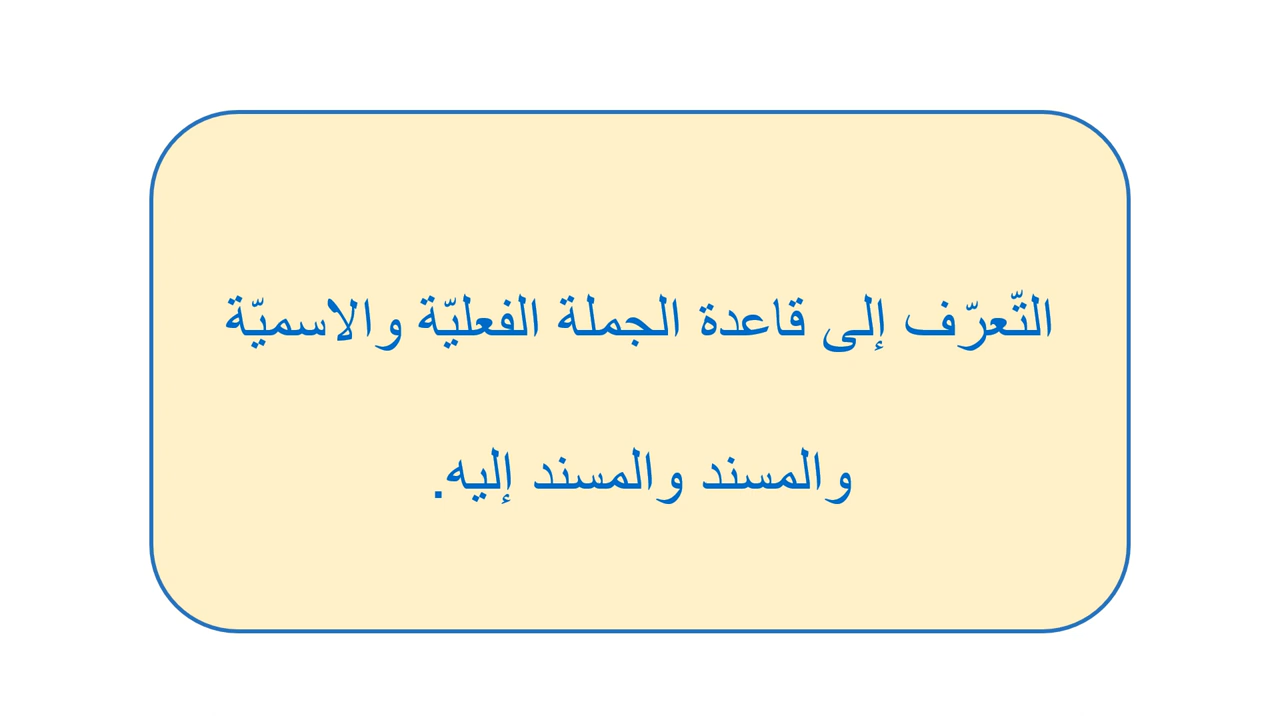 التّعرّف إلى قاعدة الجملة الفعليّة والاسميّة
والمسند والمسند إليه.